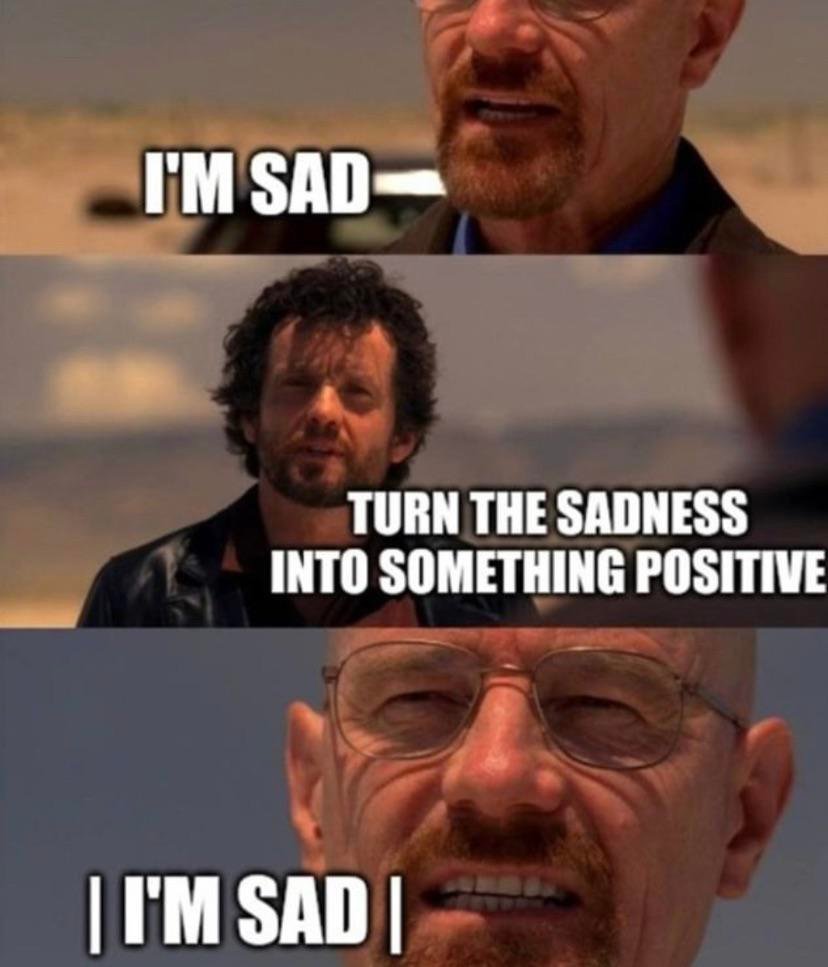 I'M SAD
TURN THE SADNESS
INTO SOMETHING POSITIVE
| I'M SAD |